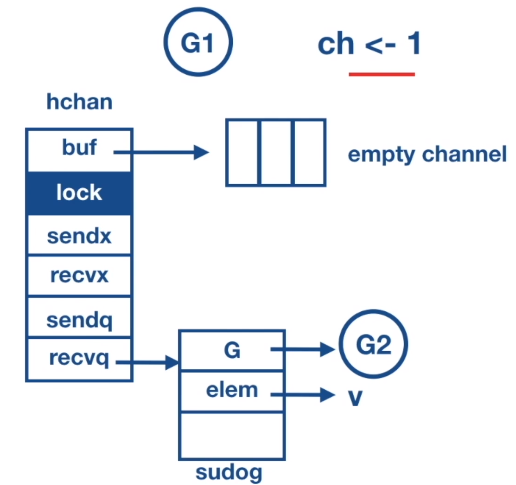 G1
ch <- 1
hchan
buf
empty channel
lock
sendx
recvx
sendq
recvq
G
G2
elem
v
sudog